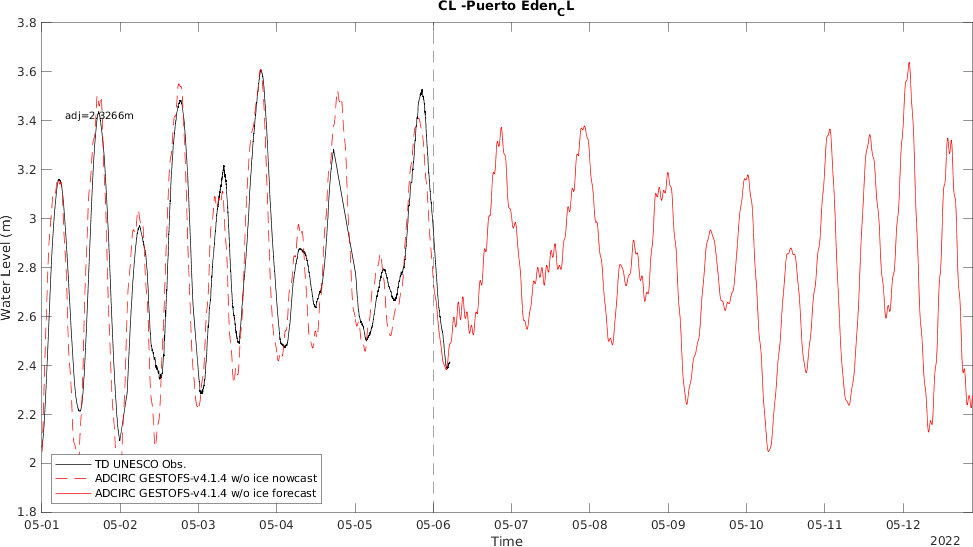 CL -Puerto Eden_CL
3.8
3.6
3.4
3.2
3
2.8
2.6
2.4
2.2
2
1.8
Water Level (m)
adj=2.3266m
TD UNESCO Obs.
ADCIRC GESTOFS-v4.1.4 w/o ice nowcast
ADCIRC GESTOFS-v4.1.4 w/o ice forecast
05-01 05-02 05-03 05-04 05-05 05-06 05-07 05-08 05-09 05-10 05-11 05-12
Time
2022